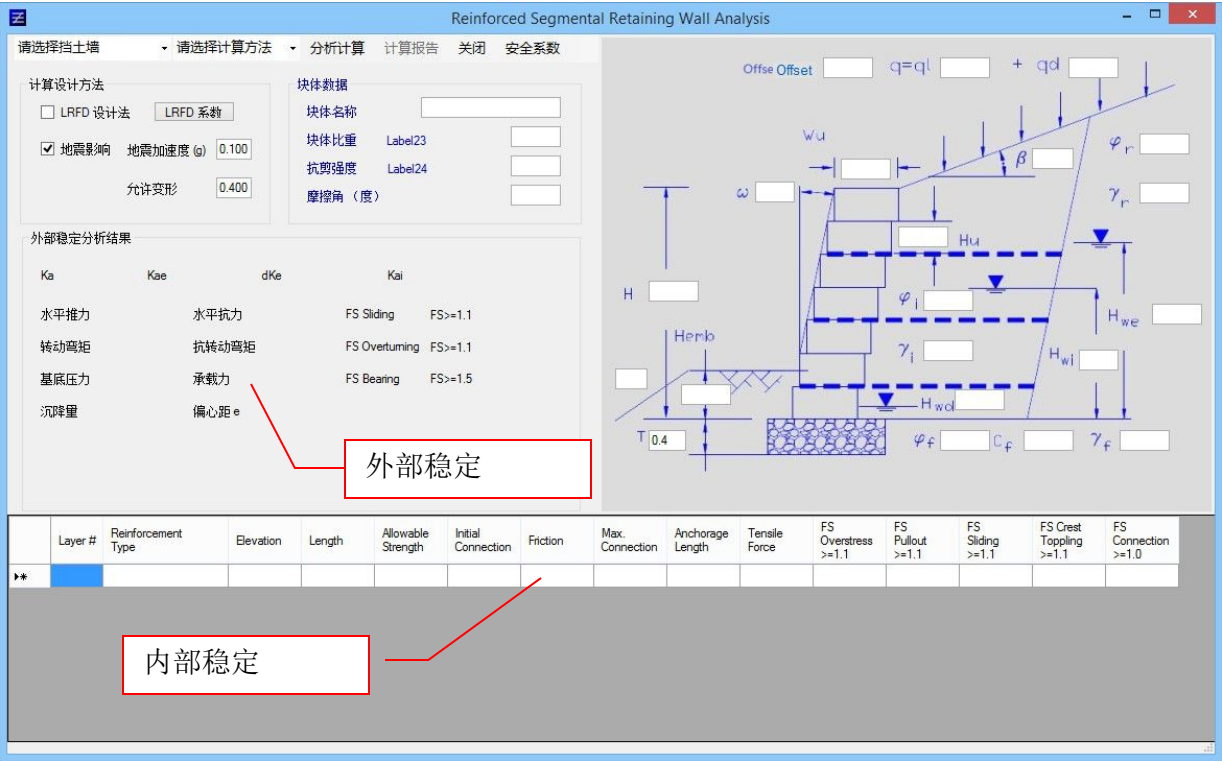 Reinforced Segmental Retaining Wall Analysis
请选择挡土墙 请选择计算方法 分析计算 计算报告 关闭 安全系数
计算设计方法
LRFD 设计法 LRFD 系数
地震影响 地震加速度 (g) 0.100
允许变形 0.400
块体数据
块体名称
块体比重 Label23
抗剪强度 Label24
摩擦角 （度）
外部稳定分析结果
Ka Kae dKe Kai
水平推力 水平抗力 FS Sliding FS>=1.1
转动弯矩 抗转动弯矩 FS Overturning FS>=1.1
基底压力 承载力 FS Bearing FS>=1.5
沉降量 偏心距 e
外部稳定
Offse Offset q=ql + qd
Wu
φr
β
ω
γr
Hu
H
φi
Hwe
Hemb
γi
Hwi
Hwd
T 0.4
φf Cf γf
Layer # Reinforcement Type Elevation Length Allowable Strength Initial Connection Friction Max. Connection Anchorage Length Tensile Force FS Overstress >=1.1 FS Pullout >=1.1 FS Sliding >=1.1 FS Crest Toppling >=1.1 FS Connection >=1.0
内部稳定